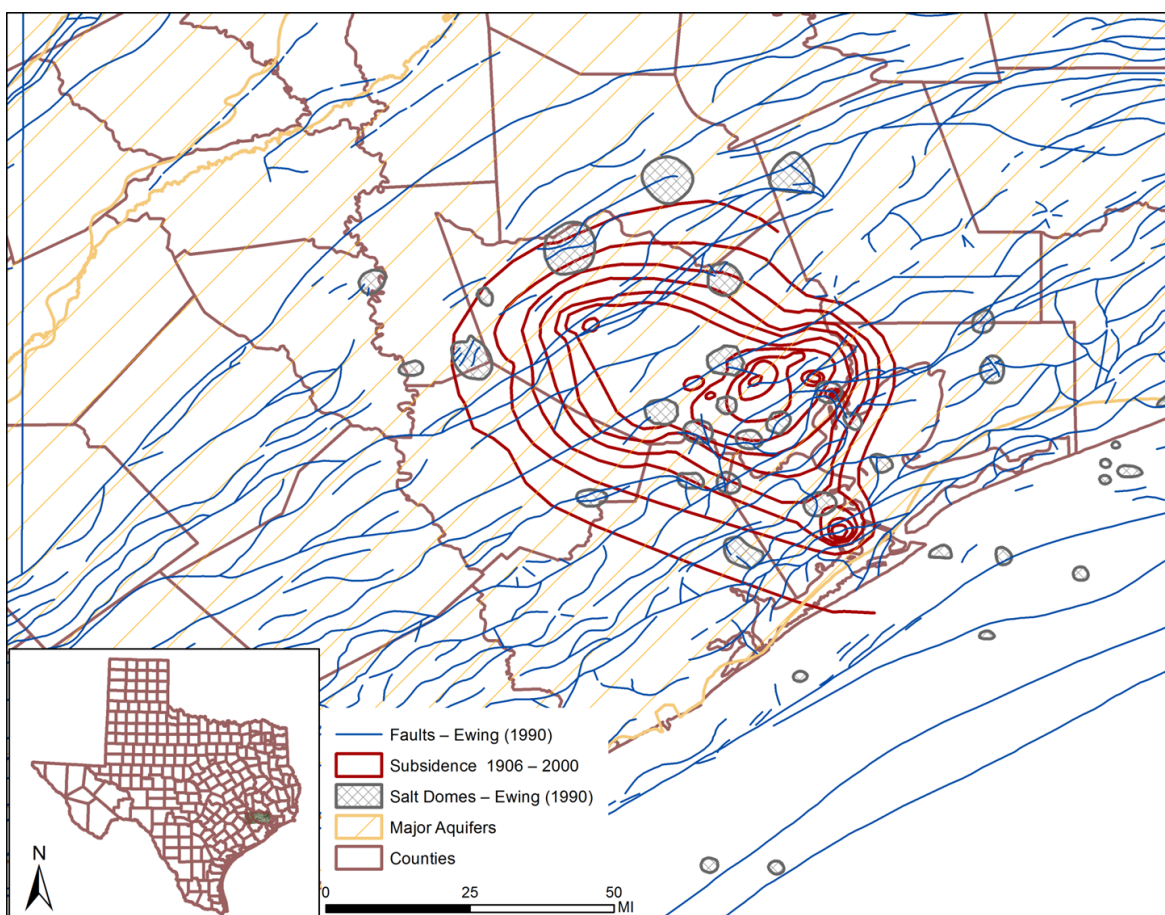 Faults – Ewing (1990)
Subsidence 1906 – 2000
Salt Domes – Ewing (1990)
Major Aquifers
Counties
N
0 25 50
MI